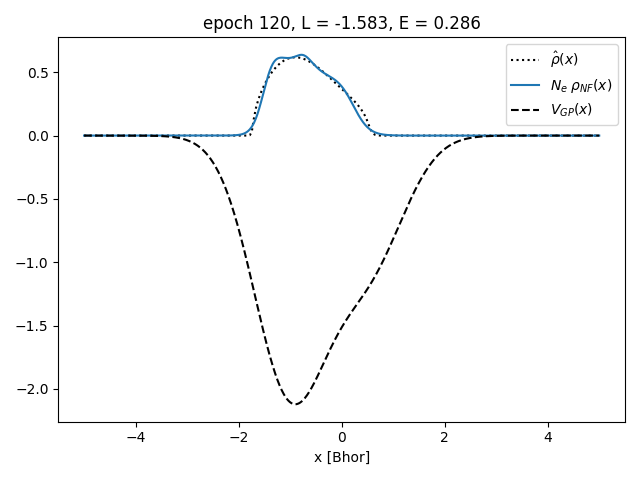 epoch 120, L = -1.583, E = 0.286
ρ̂(x)
Nₑ ρ_NF(x)
V_GP(x)
0.5
0.0
−0.5
−1.0
−1.5
−2.0
−4
−2
0
2
4
x [Bhor]